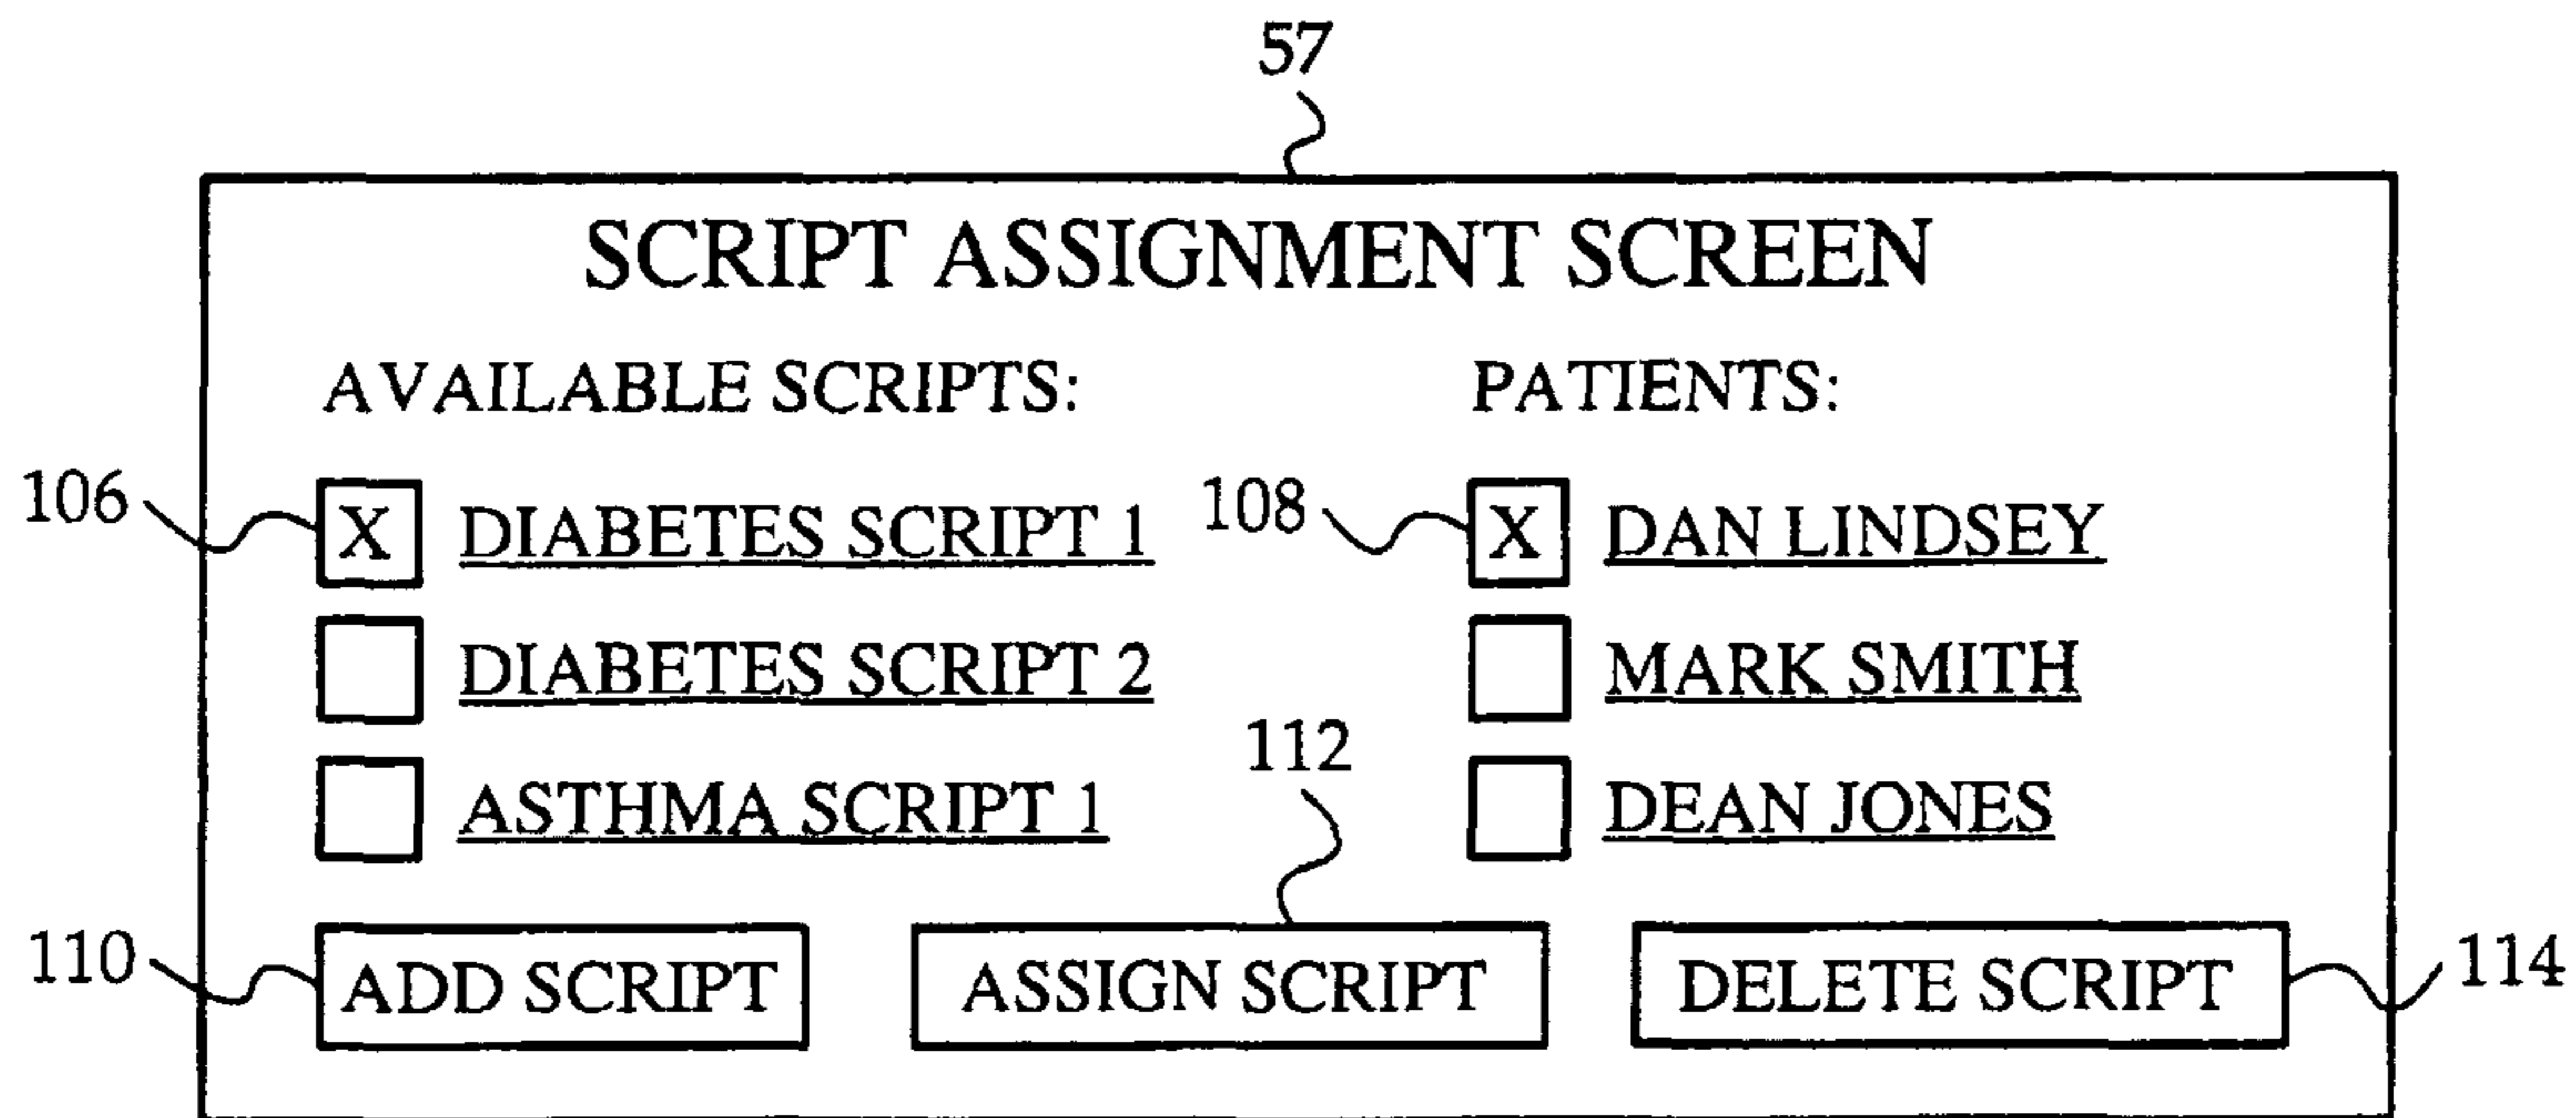 57
SCRIPT ASSIGNMENT SCREEN
AVAILABLE SCRIPTS: PATIENTS:
106 X DIABETES SCRIPT 1 108 X DAN LINDSEY
DIABETES SCRIPT 2 MARK SMITH
112
ASTHMA SCRIPT 1 DEAN JONES
110 ADD SCRIPT ASSIGN SCRIPT DELETE SCRIPT 114